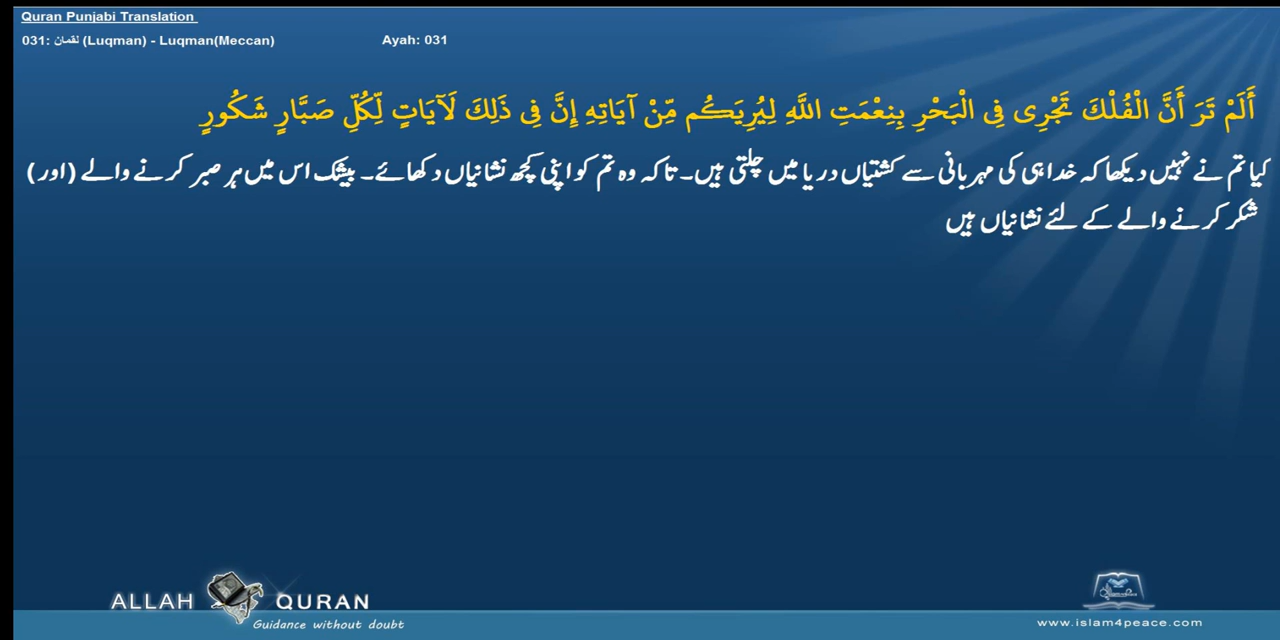 Quran Punjabi Translation
031: لقمان (Luqman) - Luqman(Meccan) Ayah: 031
أَلَمْ تَرَ أَنَّ الْفُلْكَ تَجْرِى فِى الْبَحْرِ بِنِعْمَتِ اللَّهِ لِيُرِيَكُم مِّنْ آيَاتِهِ إِنَّ فِى ذَلِكَ لَآيَاتٍ لِّكُلِّ صَبَّارٍ شَكُورٍ
کیا تم نے نہیں دیکھا کہ خدا ہی کی مہربانی سے کشتیاں دریا میں چلتی ہیں۔ تاکہ وہ تم کو اپنی کچھ نشانیاں دکھائے۔ بیشک اس میں ہر صبر کرنے والے (اور)
شکر کرنے والے کے لئے نشانیاں ہیں
ALLAH QURAN
Guidance without doubt
www.islam4peace.com